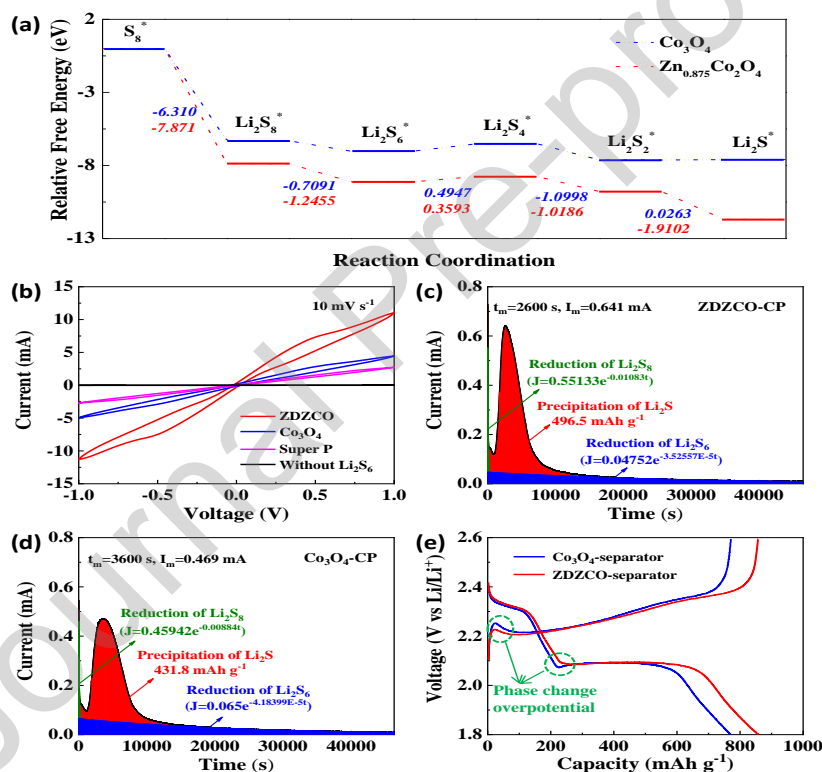 (a)
Relative Free Energy (eV)
2
-3
-8
-13
S8*
Li2S8*
Li2S6*
Li2S4*
Li2S2*
Li2S*
Co3O4
Zn0.875Co2O4
-6.310
-7.871
-0.7091
-1.2455
0.4947
0.3593
-1.0998
-1.0186
0.0263
-1.9102
Reaction Coordination
(b)
Current (mA)
15
10
5
0
-5
-10
15
10 mV s-1
ZDZCO
Co3O4
Super P
Without Li2S6
-1.0 -0.5 0.0 0.5 1.0
Voltage (V)
(c)
Current (mA)
0.8
0.6
0.4
0.2
0.0
tm=2600 s, Im=0.641 mA
ZDZCO-CP
Reduction of Li2S8
(J=0.55133e-0.01083t)
Precipitation of Li2S
496.5 mAh g-1
Reduction of Li2S6
(J=0.04752e-3.52557E-5t)
0 10000 20000 30000 40000
Time (s)
(d)
Current (mA)
0.8
0.6
0.4
0.2
0.0
tm=3600 s, Im=0.469 mA
Co3O4-CP
Reduction of Li2S8
(J=0.45942e-0.00884t)
Precipitation of Li2S
431.8 mAh g-1
Reduction of Li2S6
(J=0.065e-4.18399E-5t)
0 10000 20000 30000 40000
Time (s)
(e)
Voltage (V vs Li/Li+)
2.6
2.4
2.2
2.0
1.8
Co3O4-separator
ZDZCO-separator
Phase change
overpotential
0 200 400 600 800 1000
Capacity (mAh g-1)
Journal Pre-pro